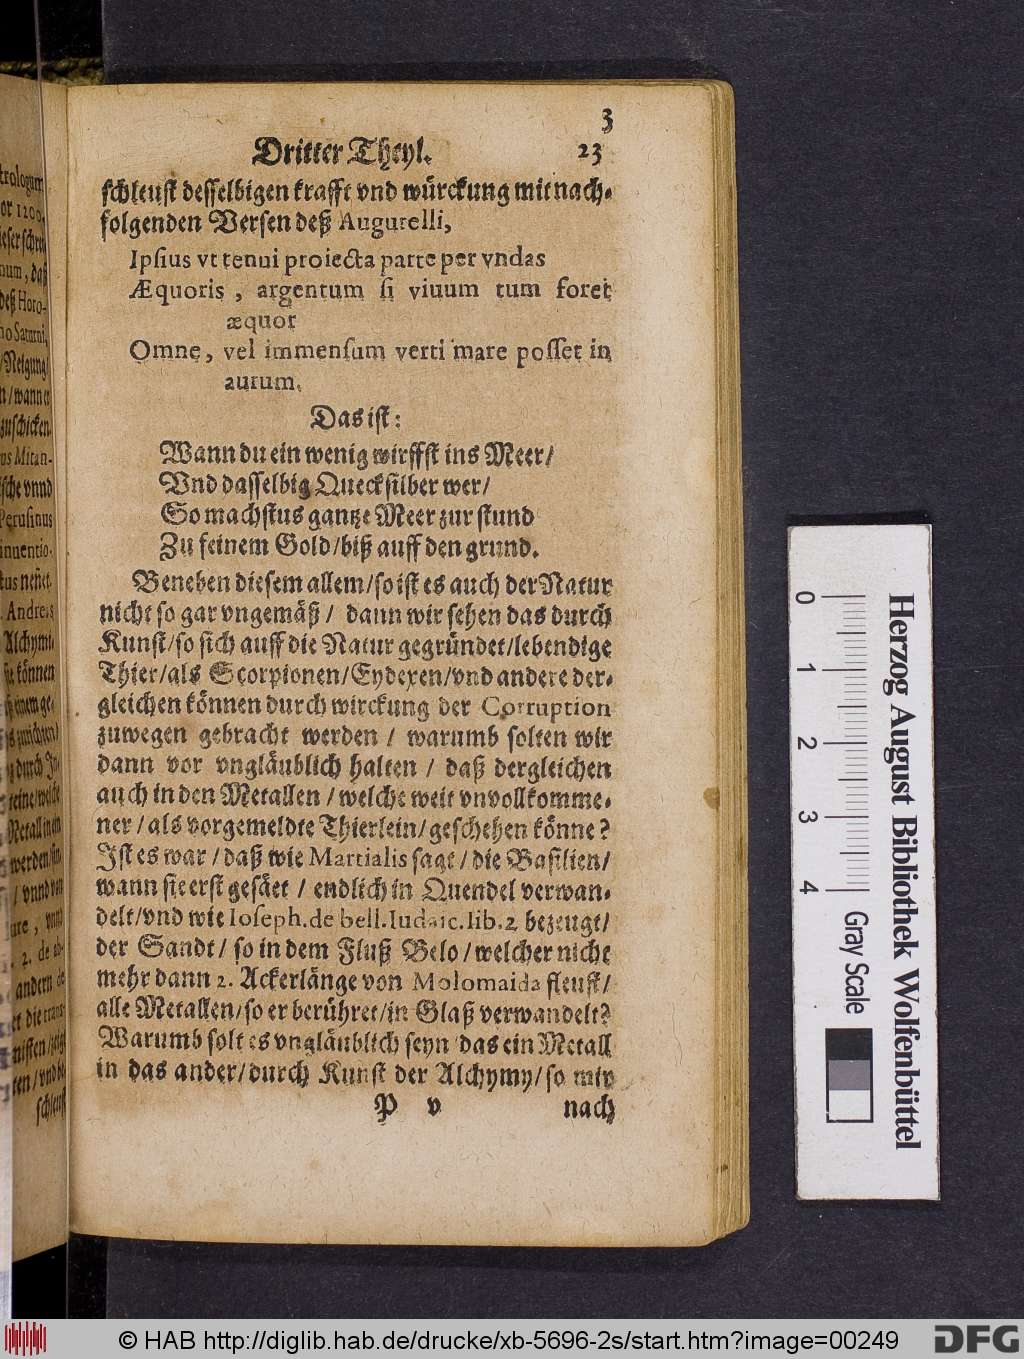 3
Dritter Theyl. 23
schleust desselbigen krafft vnd würckung mit nach-
folgenden Versen deß Augurelli,
Ipsius vt tenui proiecta parte per vndas
Æquoris, argentum si viuum tum foret
æquor
Omne, vel immensum verti mare posset in
aurum.
Das ist:
Wann du ein wenig wirffst ins Meer/
Vnd dasselbig Quecksilber wer/
So machstus gantze Meer zur stund
Zu feinem Gold/biß auff den grund.
Beneben diesem allem/so ist es auch der Natur
nicht so gar vngemäß/ dann wir sehen das durch
Kunst/so sich auff die Natur gegründet/lebendige
Thier/als Scorpionen/Eydexen/vnd andere der-
gleichen können durch wirckung der Corruption
zuwegen gebracht werden/ warumb solten wir
dann vor vngläublich halten/ daß dergleichen
auch in den Metallen/welche weit vnvollkomme-
ner/als vorgemeldte Thierlein/geschehen könne?
Ist es war/daß wie Martialis sagt/die Basilien/
wann sie erst gesäet/ endlich in Quendel verwan-
delt/vnd wie Ioseph. de bell. Iudaic. lib. 2 bezeugt/
der Sandt/ so in dem Fluß Belo/welcher nicht
mehr dann 2. Ackerlänge von Molomaida fleust/
alle Metallen/so er berühret/in Glaß verwandelt?
Warumb solt es vngläublich seyn das ein Metall
in das ander/durch Kunst der Alchymy/so mir
P v nach
0 1 2 3 4
Gray Scale
Herzog August Bibliothek Wolfenbüttel
© HAB http://diglib.hab.de/drucke/xb-5696-2s/start.htm?image=00249
DFG